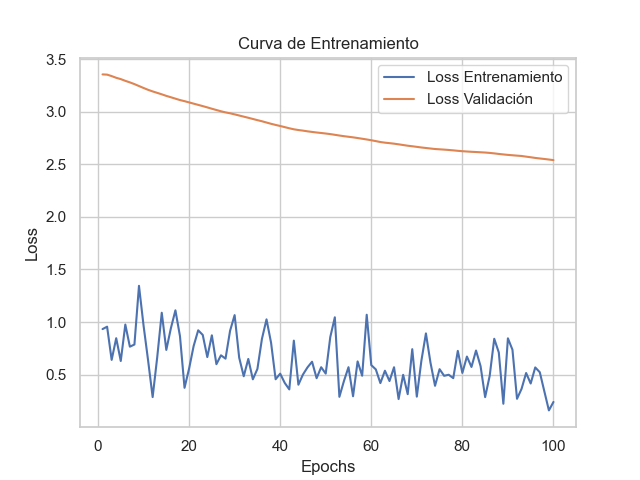 Curva de Entrenamiento
Loss Entrenamiento
Loss Validación
3.5
3.0
2.5
2.0
1.5
1.0
0.5
Loss
0 20 40 60 80 100
Epochs